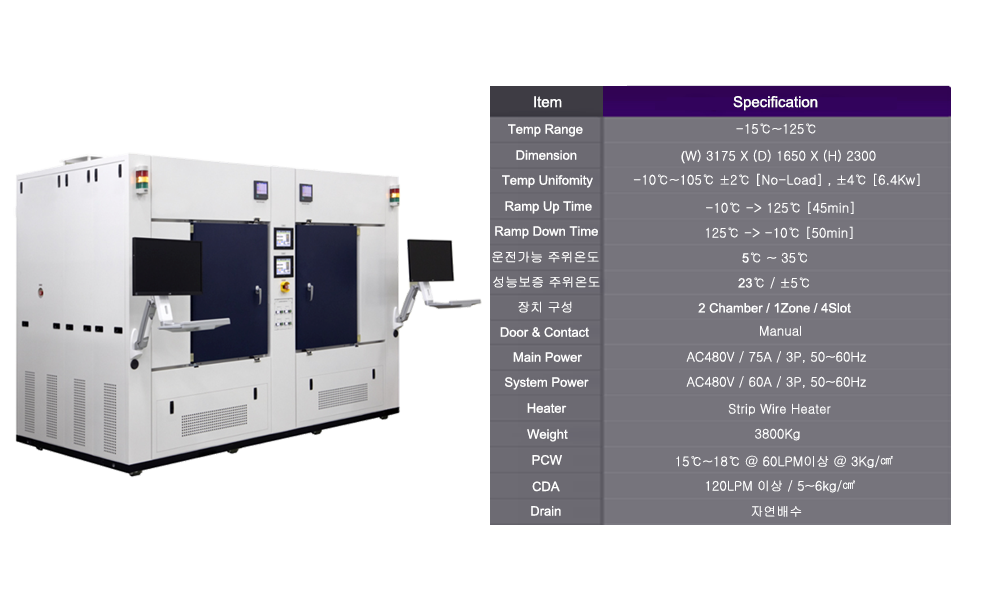 Item Specification
Temp Range -15℃~125℃
Dimension (W) 3175 X (D) 1650 X (H) 2300
Temp Unifomity -10℃~105℃ ±2℃ [No-Load] , ±4℃ [6.4Kw]
Ramp Up Time -10℃ -> 125℃ [45min]
Ramp Down Time 125℃ -> -10℃ [50min]
운전가능 주위온도 5℃ ~ 35℃
성능보증 주위온도 23℃ / ±5℃
장치 구성 2 Chamber / 1Zone / 4Slot
Door & Contact Manual
Main Power AC480V / 75A / 3P, 50~60Hz
System Power AC480V / 60A / 3P, 50~60Hz
Heater Strip Wire Heater
Weight 3800Kg
PCW 15℃~18℃ @ 60LPM이상 @ 3Kg/㎠
CDA 120LPM 이상 / 5~6kg/㎠
Drain 자연배수